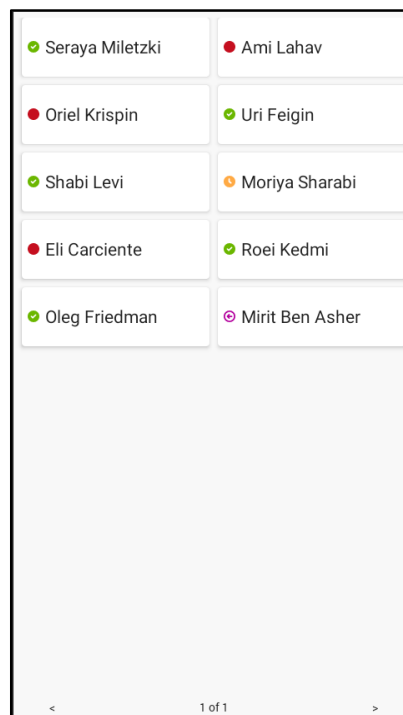 Seraya Miletzki
Ami Lahav
Oriel Krispin
Uri Feigin
Shabi Levi
Moriya Sharabi
Eli Carciente
Roei Kedmi
Oleg Friedman
Mirit Ben Asher
< 1 of 1 >